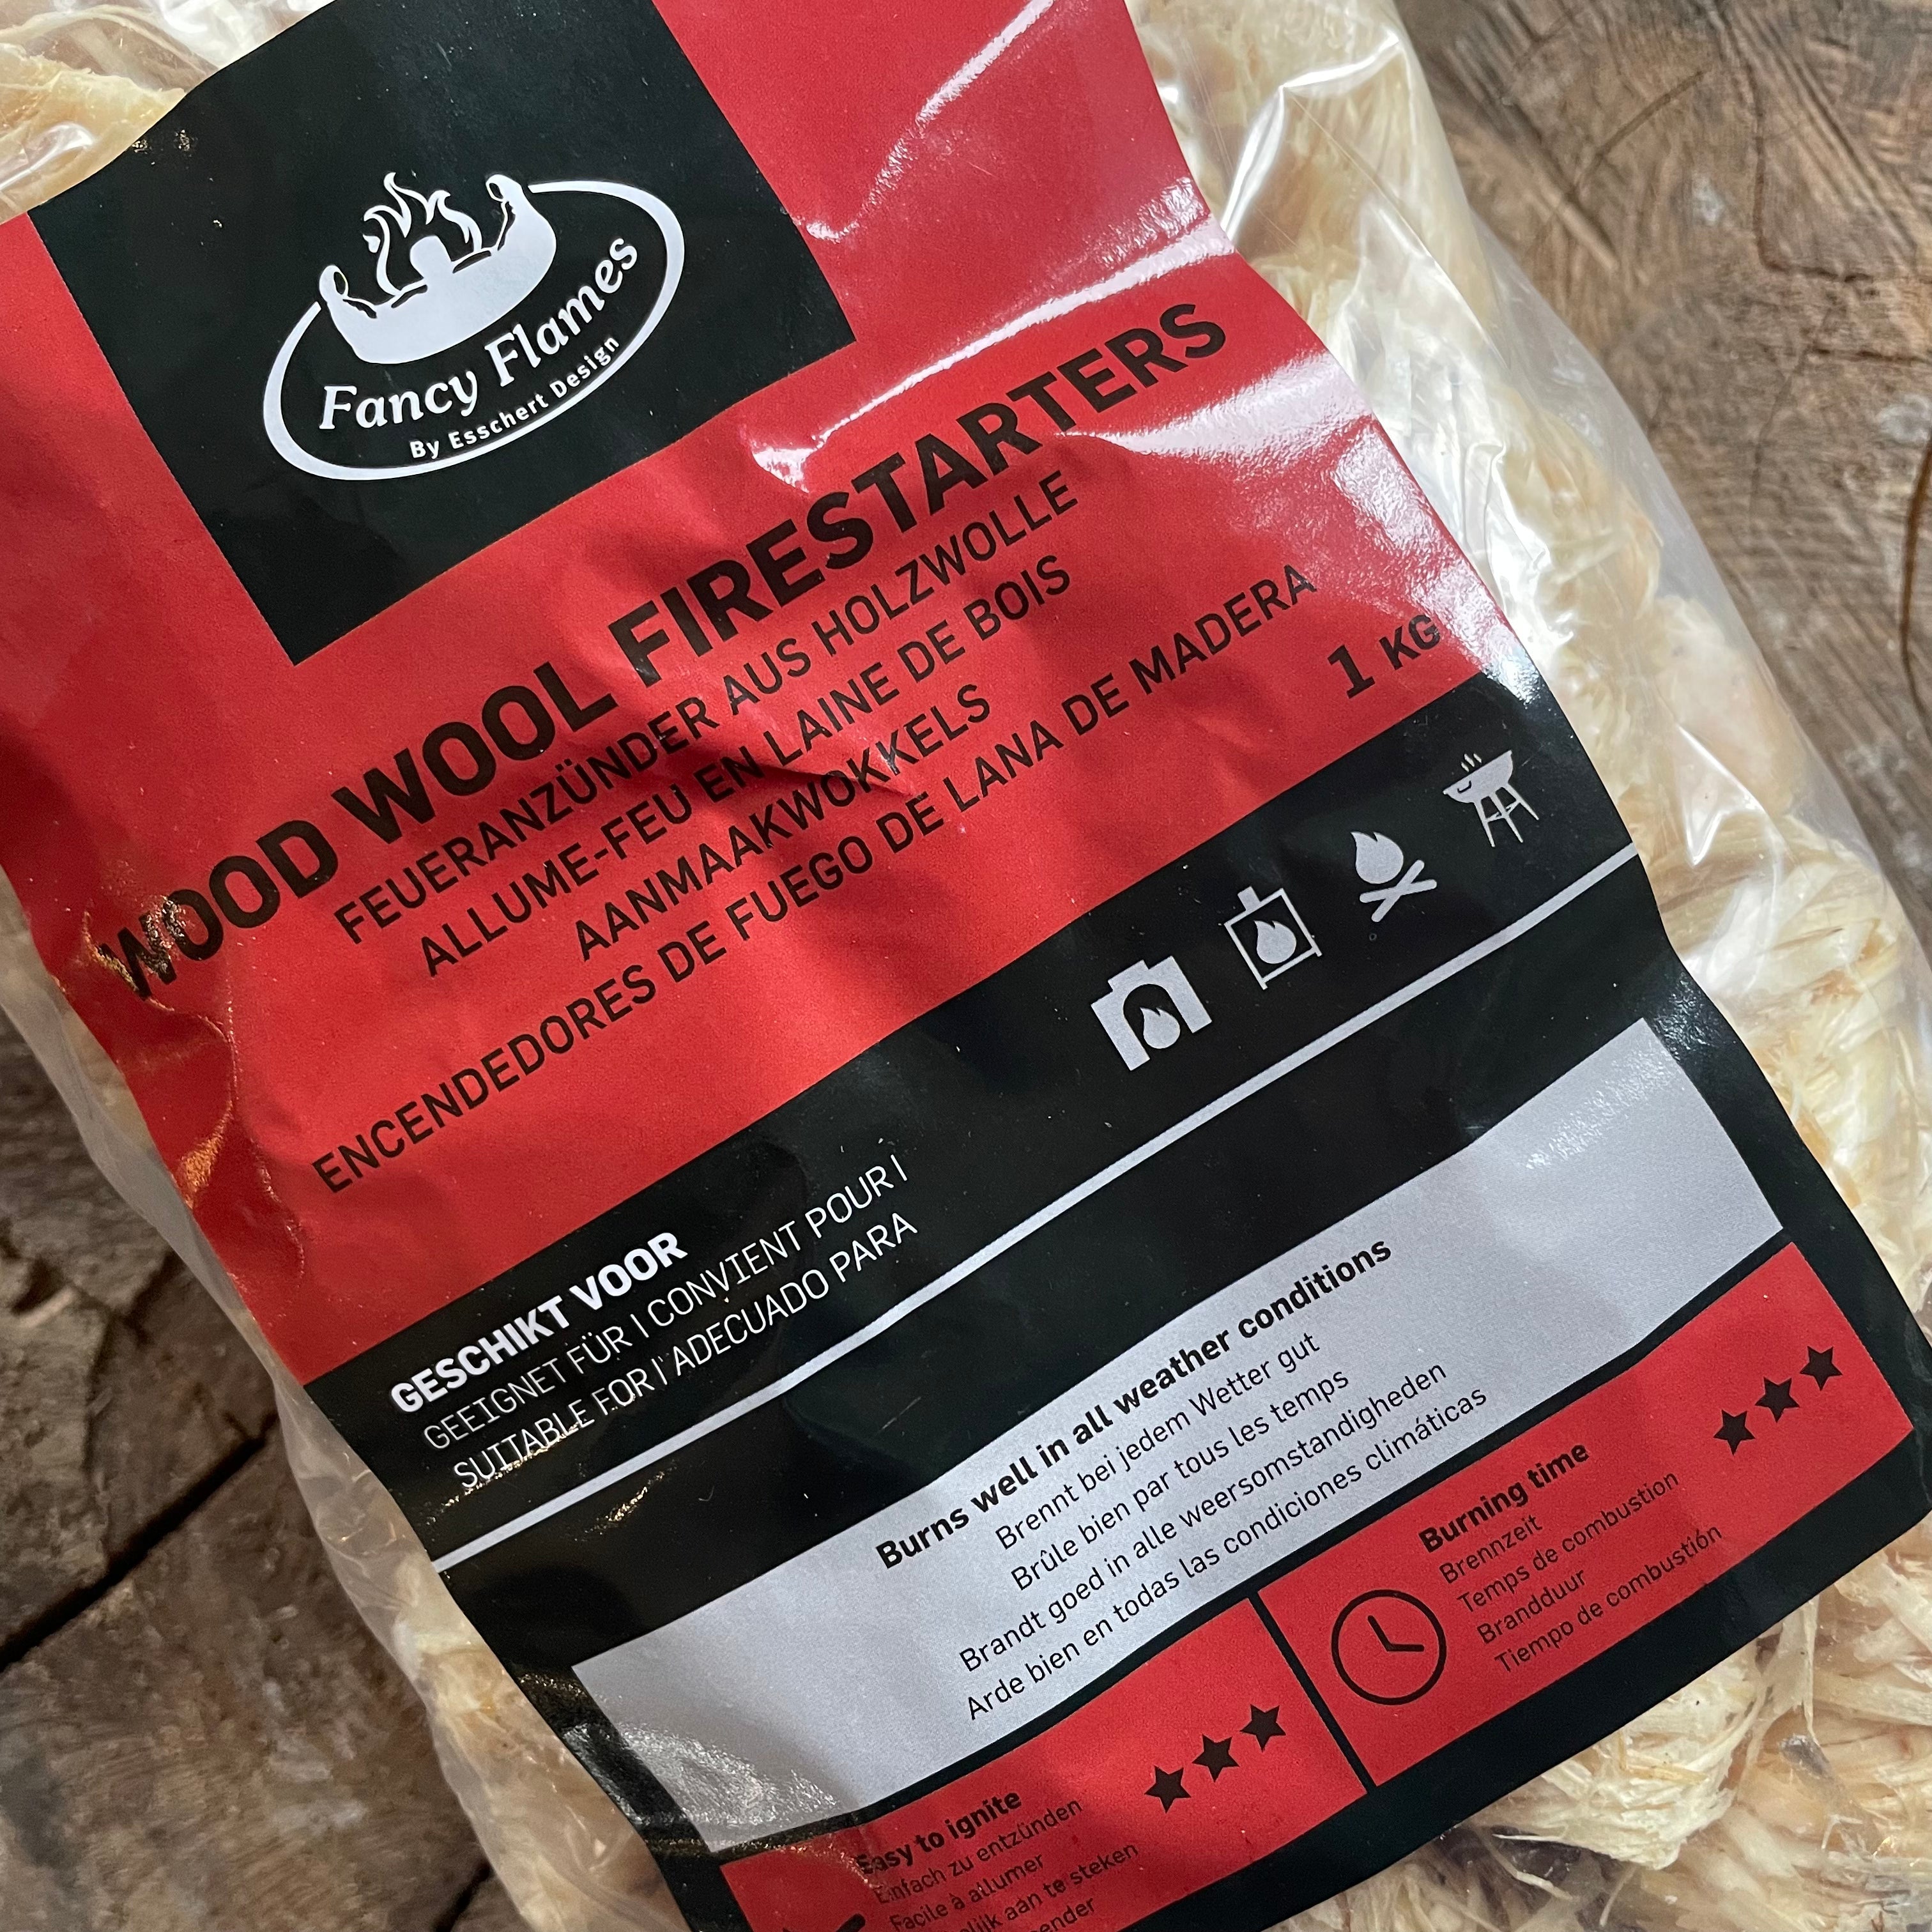 Fancy Flames
By Esschert Design
WOOD WOOL FIRESTARTERS
FEUERANZÜNDER AUS HOLZWOLLE
ALLUME-FEU EN LAINE DE BOIS
AANMAAKWOKKELS
ENCENDEDORES DE FUEGO DE LANA DE MADERA
1 KG
GESCHIKT VOOR
GEEIGNET FÜR | CONVIENT POUR |
SUITABLE FOR | ADECUADO PARA
Burns well in all weather conditions
Brennt bei jedem Wetter gut
Brûle bien par tous les temps
Brandt goed in alle weersomstandigheden
Arde bien en todas las condiciones climáticas
Burning time
Brennzeit
Temps de combustion
Brandduur
Tiempo de combustión
Easy to ignite
Einfach zu entzünden
Facile à allumer
aan te steken